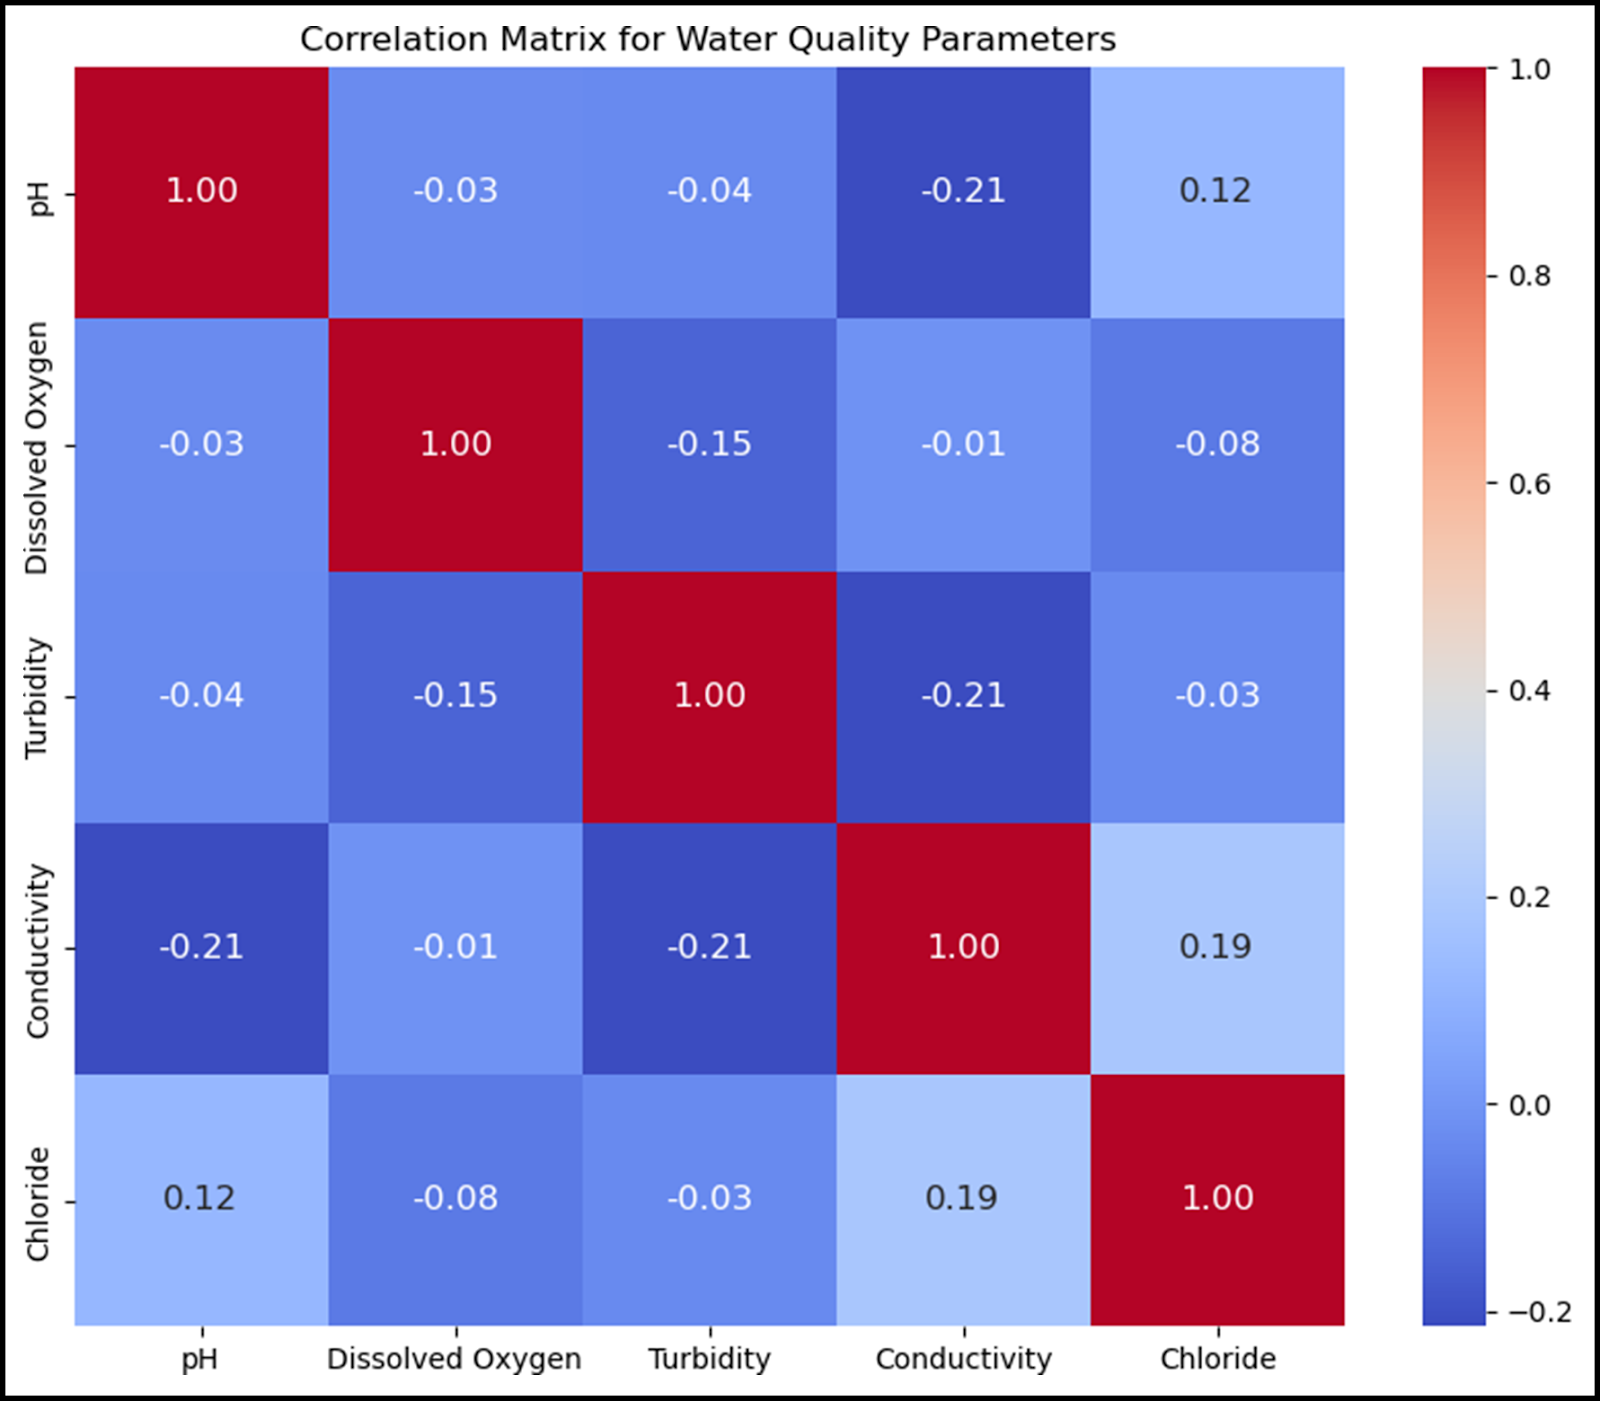 Correlation Matrix for Water Quality Parameters
pH 1.00 -0.03 -0.04 -0.21 0.12
Dissolved Oxygen -0.03 1.00 -0.15 -0.01 -0.08
Turbidity -0.04 -0.15 1.00 -0.21 -0.03
Conductivity -0.21 -0.01 -0.21 1.00 0.19
Chloride 0.12 -0.08 -0.03 0.19 1.00
pH Dissolved Oxygen Turbidity Conductivity Chloride
1.0
0.8
0.6
0.4
0.2
0.0
−0.2